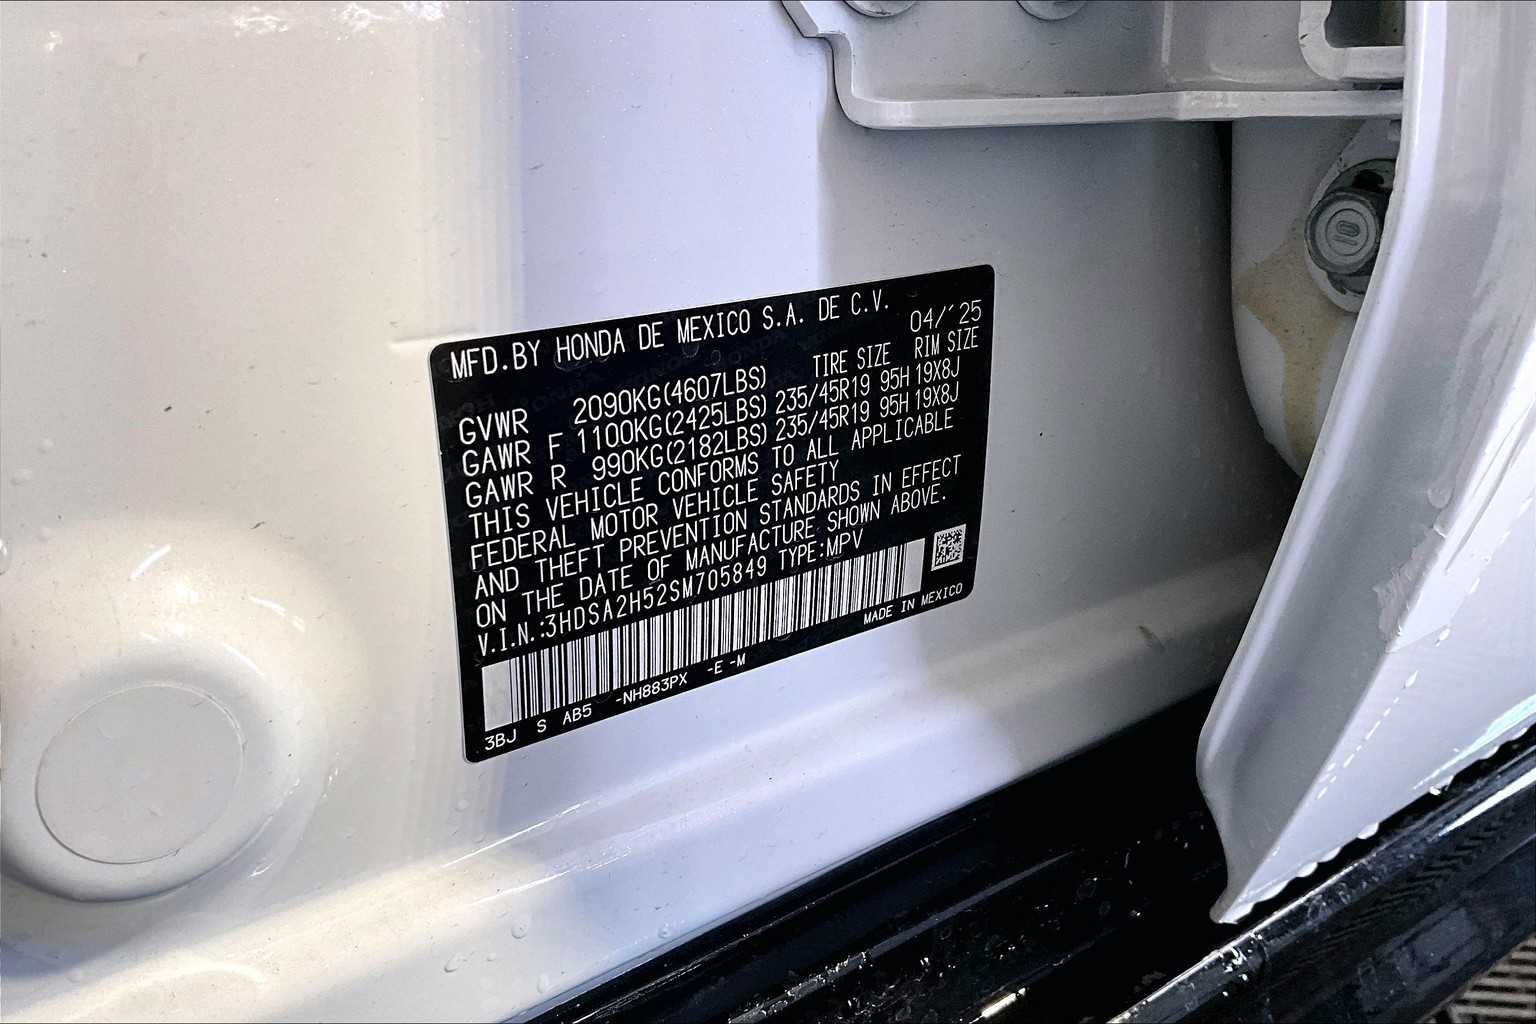 MFD.BY HONDA DE MEXICO S.A. DE C.V.
04/'25
TIRE SIZE RIM SIZE
GVWR 2090KG(4607LBS)
GAWR F 1100KG(2425LBS) 235/45R19 95H 19X8J
GAWR R 990KG(2182LBS) 235/45R19 95H 19X8J
THIS VEHICLE CONFORMS TO ALL APPLICABLE
FEDERAL MOTOR VEHICLE SAFETY
AND THEFT PREVENTION STANDARDS IN EFFECT
ON THE DATE OF MANUFACTURE SHOWN ABOVE.
V.I.N.:3HDSA2H52SM705849 TYPE:MPV
MADE IN MEXICO
3BJ S AB5 -NH883PX -E -M